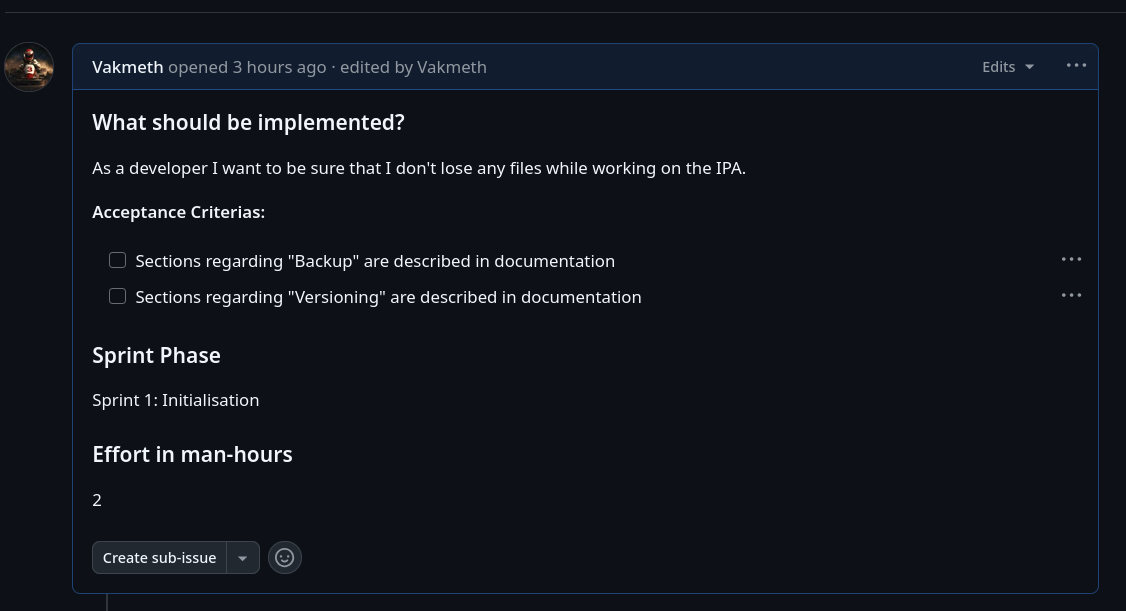 Vakmeth opened 3 hours ago · edited by Vakmeth
Edits
What should be implemented?
As a developer I want to be sure that I don't lose any files while working on the IPA.
Acceptance Criterias:
Sections regarding "Backup" are described in documentation
Sections regarding "Versioning" are described in documentation
Sprint Phase
Sprint 1: Initialisation
Effort in man-hours
2
Create sub-issue